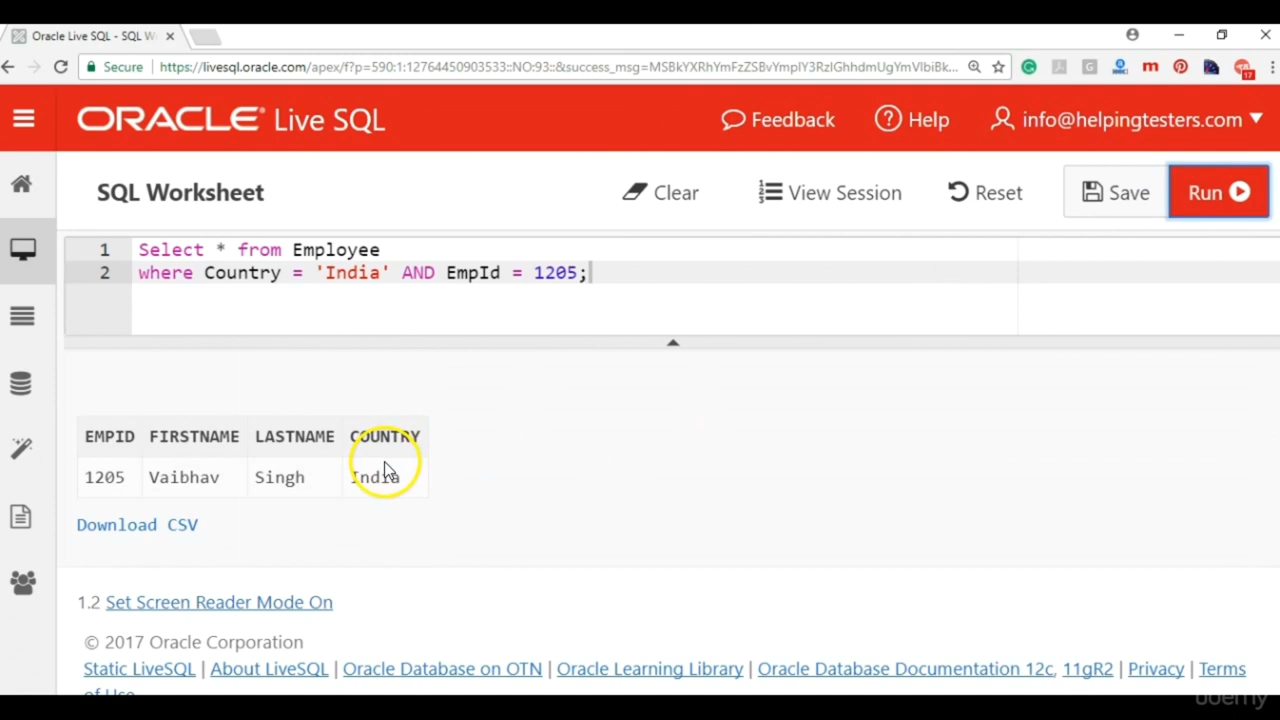 Oracle Live SQL - SQL W
Secure | https://livesql.oracle.com/apex/f?p=590:1:12764450903533::NO:93::&success_msg=MSBkYXRhYmFzZSBvYmplY3RzIGhhdmUgYmVlbiBk...
17
ORACLE® Live SQL
Feedback
Help
info@helpingtesters.com
SQL Worksheet
Clear
View Session
Reset
Save
Run
1 Select * from Employee
2 where Country = 'India' AND EmpId = 1205;
EMPID FIRSTNAME LASTNAME COUNTRY
1205 Vaibhav Singh India
Download CSV
1.2 Set Screen Reader Mode On
© 2017 Oracle Corporation
Static LiveSQL | About LiveSQL | Oracle Database on OTN | Oracle Learning Library | Oracle Database Documentation 12c, 11gR2 | Privacy | Terms
of Use
udemy